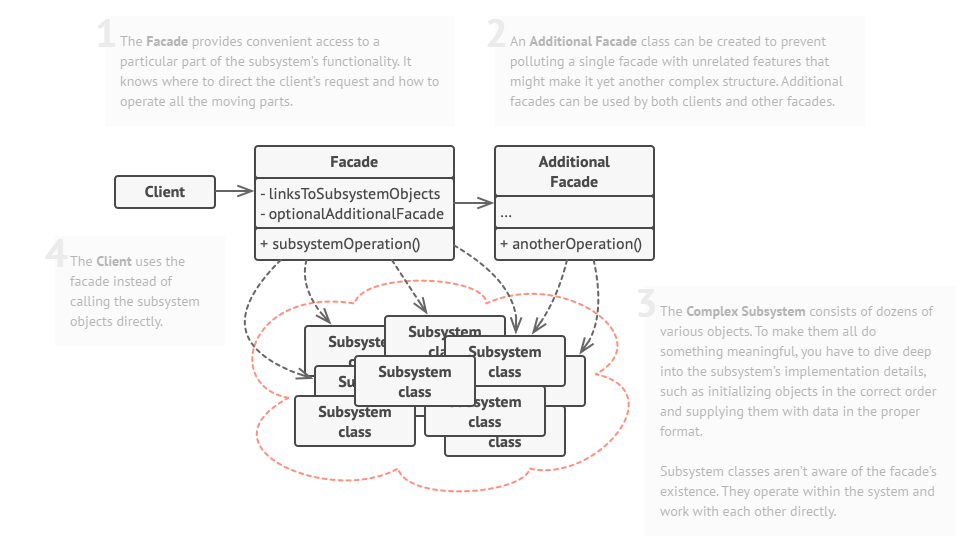 1
The Facade provides convenient access to a
particular part of the subsystem's functionality. It
knows where to direct the client's request and how to
operate all the moving parts.
2
An Additional Facade class can be created to prevent
polluting a single facade with unrelated features that
might make it yet another complex structure. Additional
facades can be used by both clients and other facades.
Client
Facade
- linksToSubsystemObjects
- optionalAdditionalFacade
+ subsystemOperation()
Additional
Facade
...
+ anotherOperation()
4
The Client uses the
facade instead of
calling the subsystem
objects directly.
3
The Complex Subsystem consists of dozens of
various objects. To make them all do
something meaningful, you have to dive deep
into the subsystem's implementation details,
such as initializing objects in the correct order
and supplying them with data in the proper
format.
Subsystem classes aren't aware of the facade's
existence. They operate within the system and
work with each other directly.
Subsystem
class
Subsystem
class
Subsystem
class
Subsystem
class
class